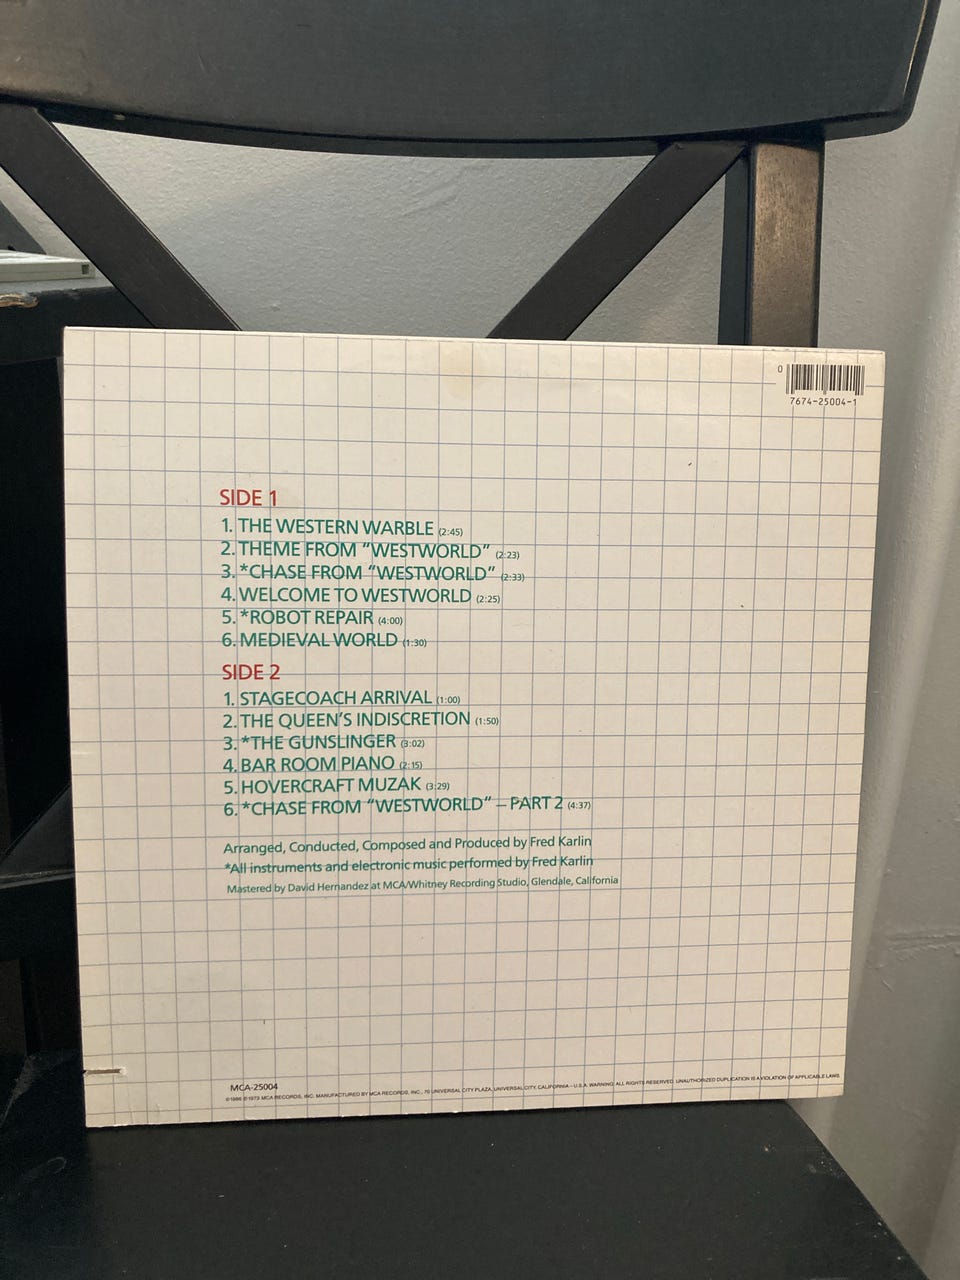 0
7674-25004-1
SIDE 1
1. THE WESTERN WARBLE (2:45)
2. THEME FROM “WESTWORLD” (2:23)
3. *CHASE FROM “WESTWORLD” (2:33)
4. WELCOME TO WESTWORLD (2:25)
5. *ROBOT REPAIR (4:00)
6. MEDIEVAL WORLD (1:30)
SIDE 2
1. STAGECOACH ARRIVAL (1:00)
2. THE QUEEN’S INDISCRETION (1:50)
3. *THE GUNSLINGER (3:02)
4. BAR ROOM PIANO (2:15)
5. HOVERCRAFT MUZAK (3:29)
6. *CHASE FROM “WESTWORLD” – PART 2 (4:37)
Arranged, Conducted, Composed and Produced by Fred Karlin
*All instruments and electronic music performed by Fred Karlin
Mastered by David Hernandez at MCA/Whitney Recording Studio, Glendale, California
MCA-25004
©1986 ℗1973 MCA RECORDS, INC. MANUFACTURED BY MCA RECORDS, INC., 70 UNIVERSAL CITY PLAZA, UNIVERSAL CITY, CALIFORNIA – U.S.A. WARNING: ALL RIGHTS RESERVED. UNAUTHORIZED DUPLICATION IS A VIOLATION OF APPLICABLE LAWS.